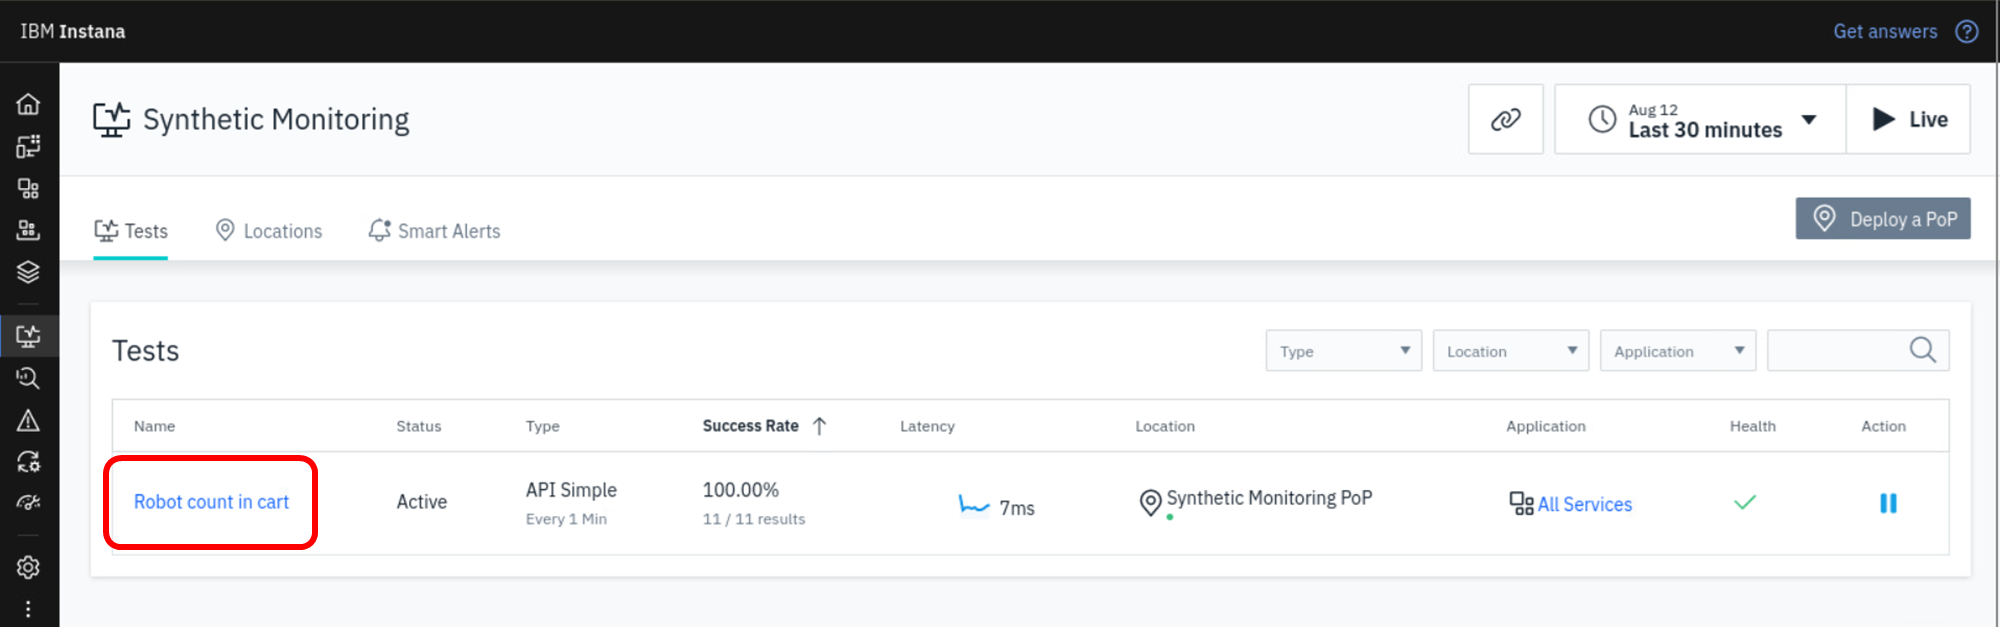 IBM Instana
Get answers
Synthetic Monitoring
Aug 12
Last 30 minutes
Live
Tests
Locations
Smart Alerts
Deploy a PoP
Tests
Type
Location
Application
Name
Status
Type
Success Rate
Latency
Location
Application
Health
Action
Robot count in cart
Active
API Simple
Every 1 Min
100.00%
11 / 11 results
7ms
Synthetic Monitoring PoP
All Services